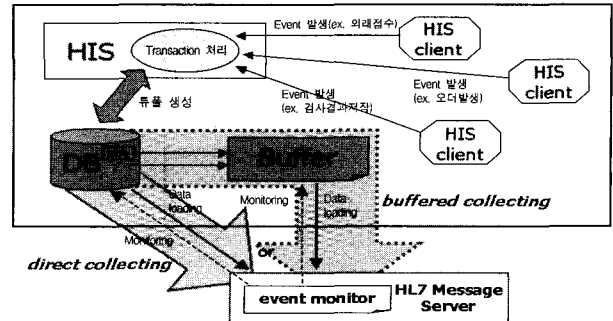 Event 발생(ex. 외래접수)
HIS
client
HIS
Transaction 처리
HIS
client
Event 발생
(ex. 오더발생)
Event 발생
(ex. 검사결과저장)
튜플 생성
HIS
client
DB
Buffer
Data
loading
Monitoring
Data
loading
buffered collecting
Monitoring
direct collecting
or
HL7 Message
Server
event monitor